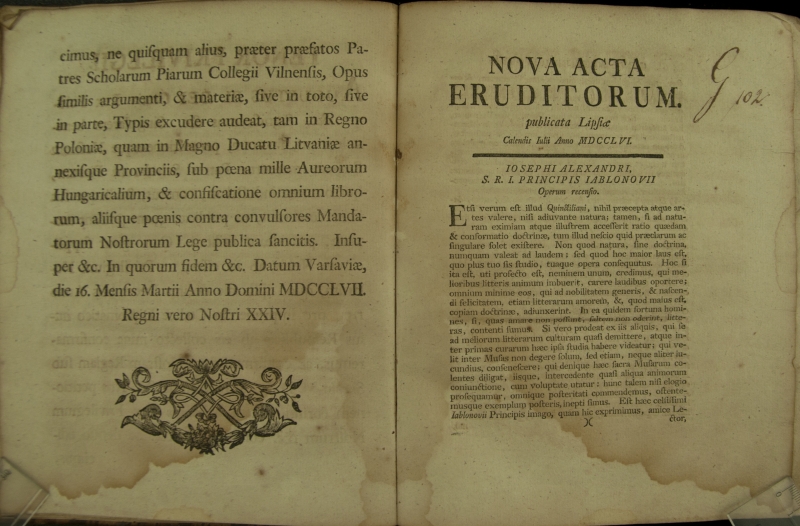 cimus, ne quiſquam alius, præter præfatos Pa-
tres Scholarum Piarum Collegii Vilnenſis, Opus
ſimilis argumenti, & materiæ, ſive in toto, ſive
in parte, Typis excudere audeat, tam in Regno
Poloniæ, quam in Magno Ducatu Litvaniæ an-
nexiſque Provinciis, ſub pœna mille Aureorum
Hungaricalium, & confiſcatione omnium libro-
rum, aliiſque pœnis contra convulſores Manda-
torum Noſtrorum Lege publica ſancitis. Inſu-
per &c. In quorum fidem &c. Datum Varſaviæ,
die 16. Menſis Martii Anno Domini MDCCLVII.
Regni vero Noſtri XXIV.
NOVA ACTA
ERUDITORUM.
G 102.
publicata Lipſiæ
Calendis Iulii Anno MDCCLVI.
IOSEPHI ALEXANDRI,
S. R. I. PRINCIPIS IABLONOVII
Operum recenſio.
Etſi verum eſt illud Quinĉtiliani, nihil præcepta atque ar-
tes valere, niſi adiuvante natura; tamen, ſi ad natu-
ram eximiam atque illuſtrem acceſſerit ratio quædam
& conformatio doctrinæ, tum illud neſcio quid præclarum ac
ſingulare ſolet exiſtere. Non quod natura, ſine doctrina,
numquam valeat ad laudem; ſed quod hoc maior laus eſt,
quo plus tuo ſis ſtudio, tuaque opera conſequutus. Hoc ſi
ita eſt, uti profecto eſt, neminem unum, credimus, qui me-
lioribus literis animum imbuerit, carere laudibus oportere;
omnium minime eos, qui ad nobilitatem generis, & naſcen-
di felicitatem, etiam litterarum amorem, &, quod maius eſt,
copiam doctrinæ, adiunxerint. In ea quidem fortuna homi-
nes, ſi, quas amare non poſſint, ſaltem non oderint, litte-
ras, contenti ſimus. Si vero prodeat ex iis aliquis, qui ſe
ad meliorum litterarum culturam quaſi demittere, atque in-
ter primas curarum hæc ipſa ſtudia habere videatur; qui ve-
lit inter Muſas non degere ſolum, ſed etiam, neque aliter iu-
cundius, conſeneſcere; qui denique hæc ſacra Muſarum co-
lentes diligat, iisque, intercedente quaſi aliqua animorum
coniunctione, cum voluptate utatur: hunc talem niſi elogio
proſequamur, omnique poſteritati commendemus, oſtente-
musque exemplum poſteris, inepti ſimus. Eſt hæc celſiſſimi
Iablonovii Principis imago, quam hic exprimimus, amice Le-
)( ctor,